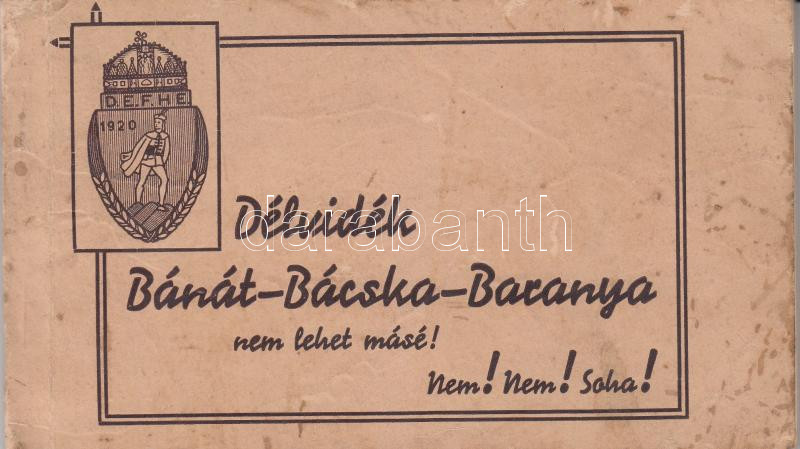 D.E.F.H.E.
1920
Délvidék
darabanth
Bánát-Bácska-Baranya
nem lehet másé!
Nem! Nem! Soha!